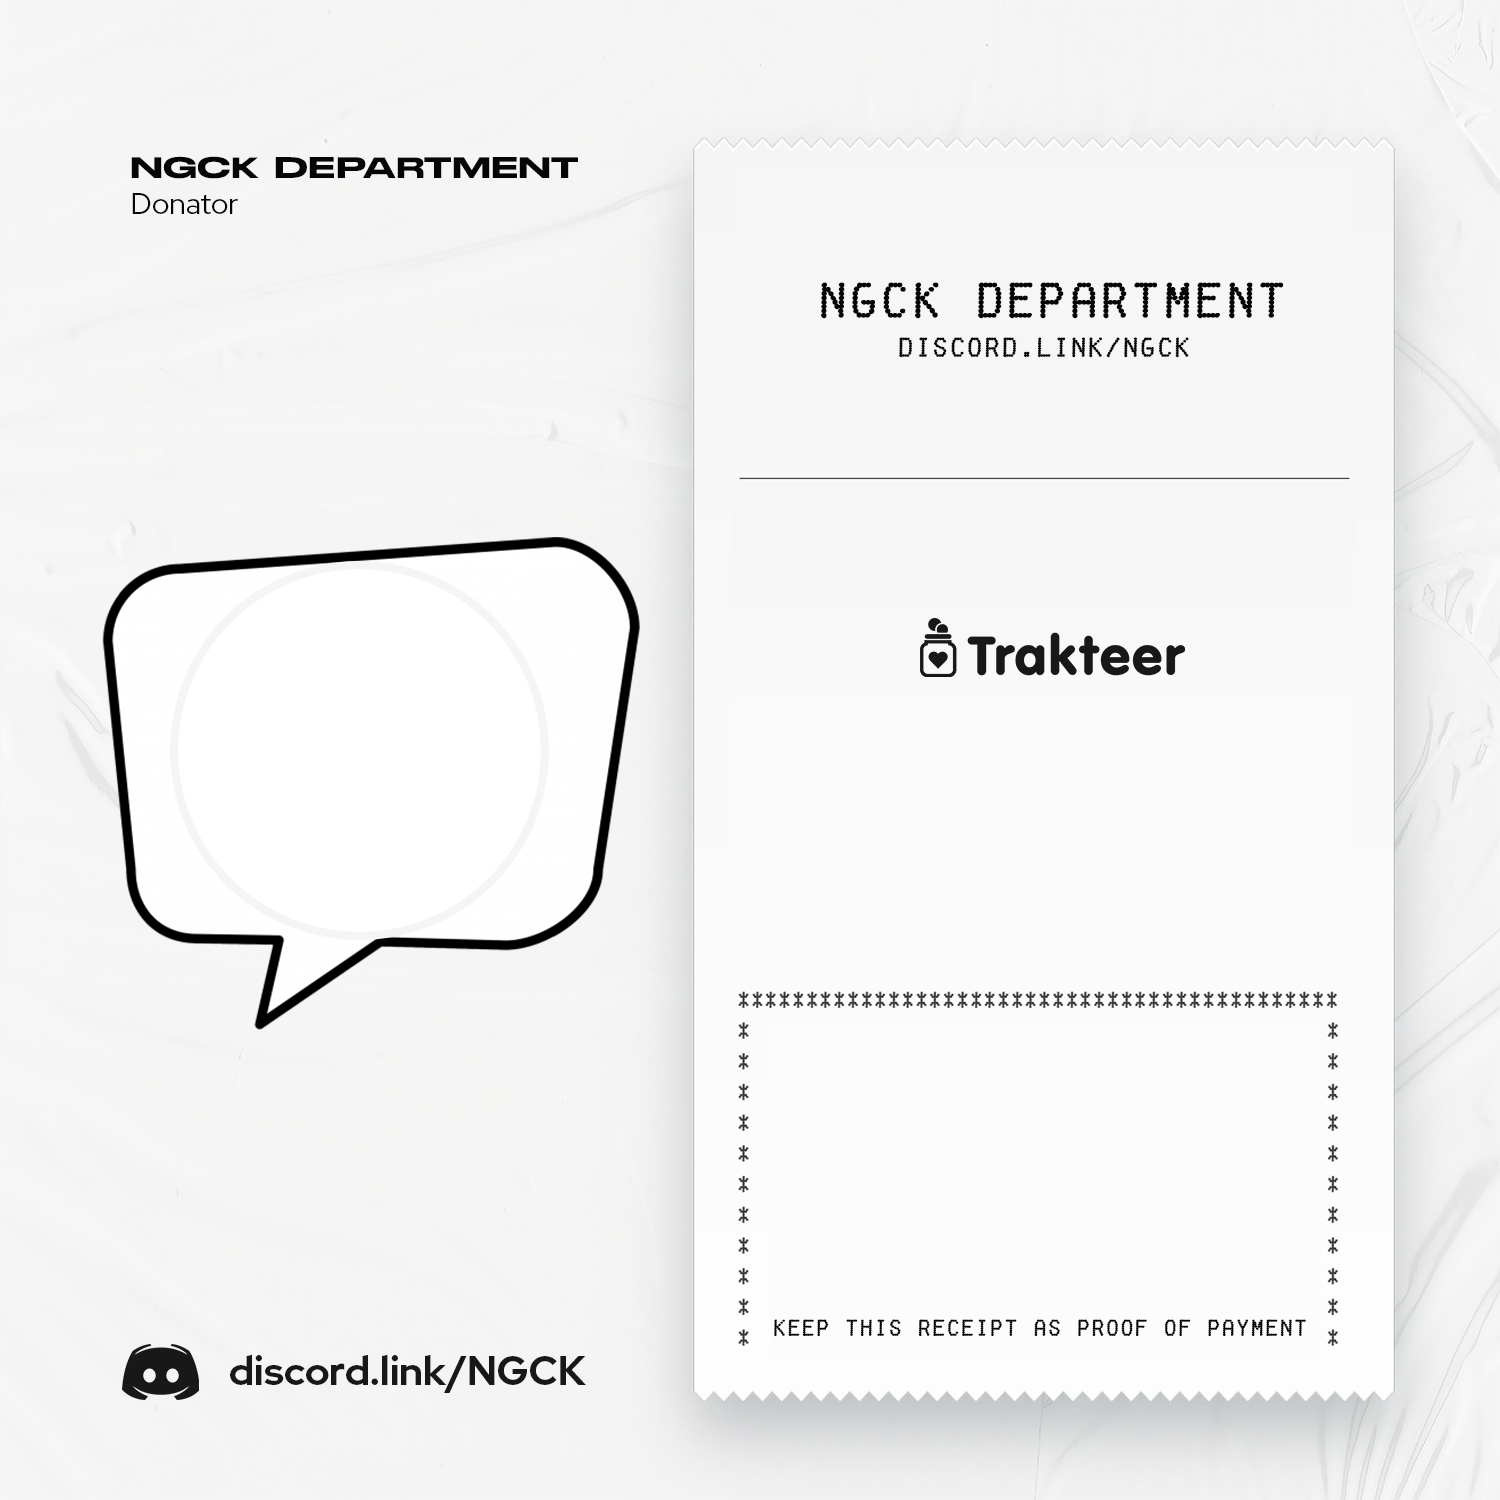 NGCK DEPARTMENT
Donator
NGCK DEPARTMENT
DISCORD.LINK/NGCK
Trakteer
KEEP THIS RECEIPT AS PROOF OF PAYMENT
discord.link/NGCK